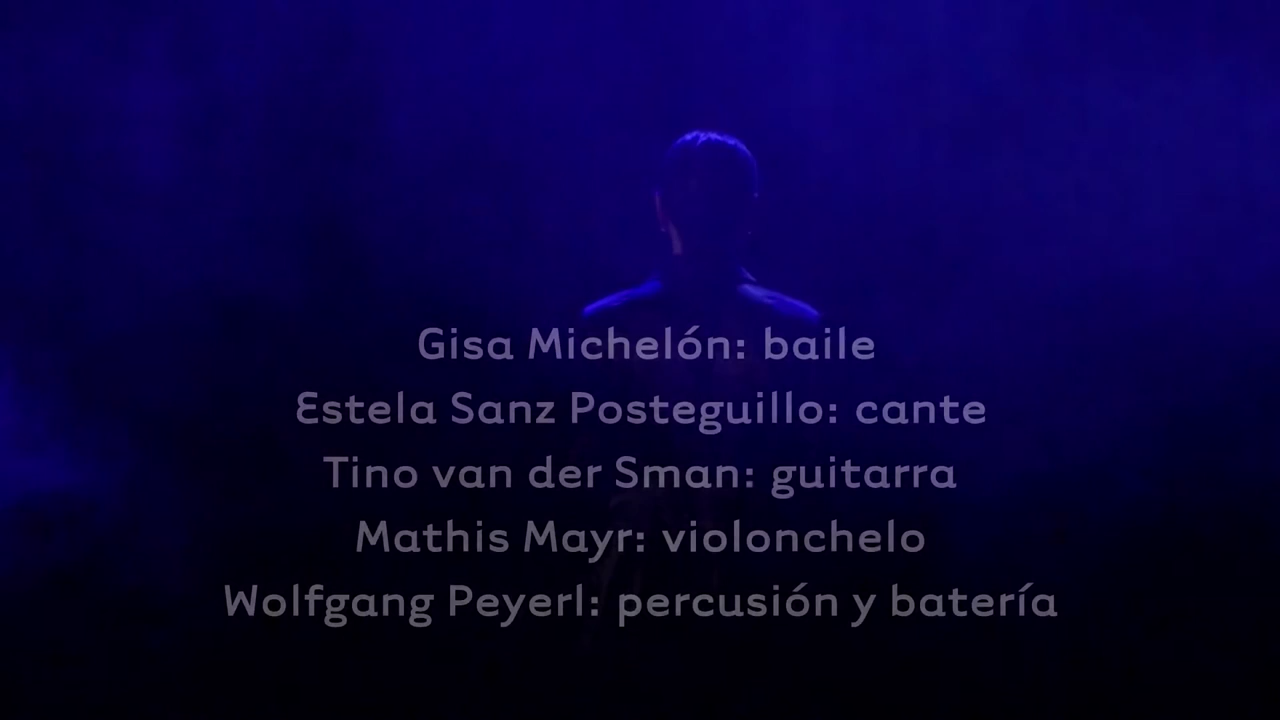 Gisa Michelón: baile
Estela Sanz Posteguillo: cante
Tino van der Sman: guitarra
Mathis Mayr: violonchelo
Wolfgang Peyerl: percusión y batería